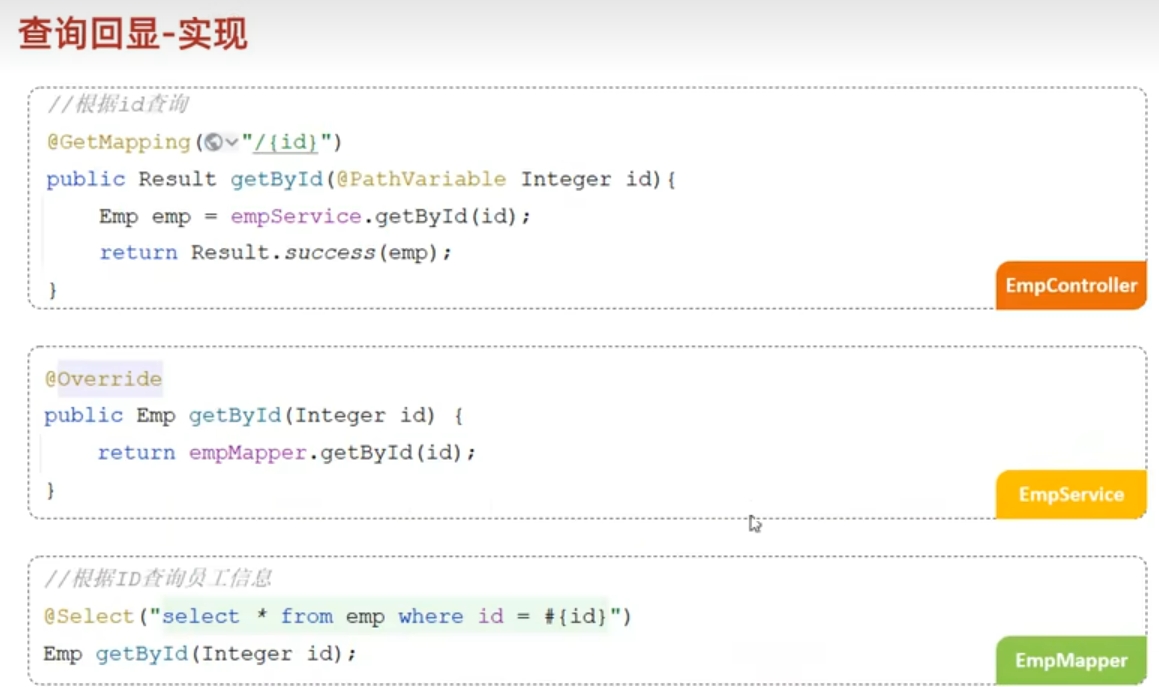 查询回显-实现
//根据id查询
@GetMapping("/{id}")
public Result getById(@PathVariable Integer id){
Emp emp = empService.getById(id);
return Result.success(emp);
}
EmpController
@Override
public Emp getById(Integer id) {
return empMapper.getById(id);
}
EmpService
//根据ID查询员工信息
@Select("select * from emp where id = #{id}")
Emp getById(Integer id);
EmpMapper